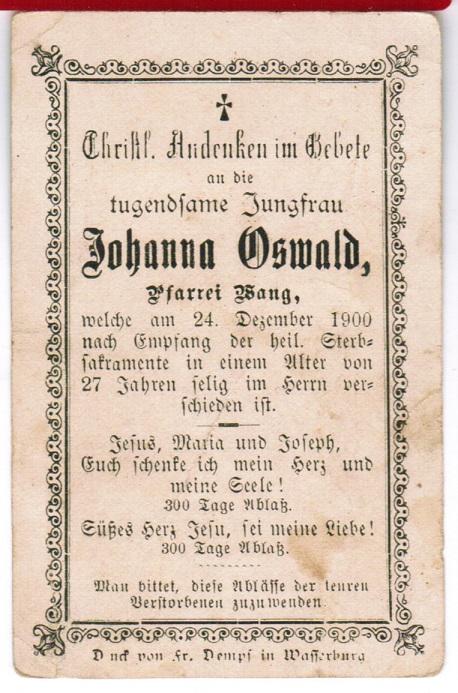 Christl. Andenken im Gebete
an die
tugendsame Jungfrau
Johanna Oswald,
Pfarrei Wang,
welche am 24. Dezember 1900
nach Empfang der heil. Sterb-
sakramente in einem Alter von
27 Jahren selig im Herrn ver-
schieden ist.
Jesus, Maria und Joseph,
Euch schenke ich mein Herz und
meine Seele!
300 Tage Ablaß.
Süßes Herz Jesu, sei meine Liebe!
300 Tage Ablaß.
Man bittet, diese Ablässe der teuren
Verstorbenen zuzuwenden.
Druck von Fr. Dempf in Wasserburg